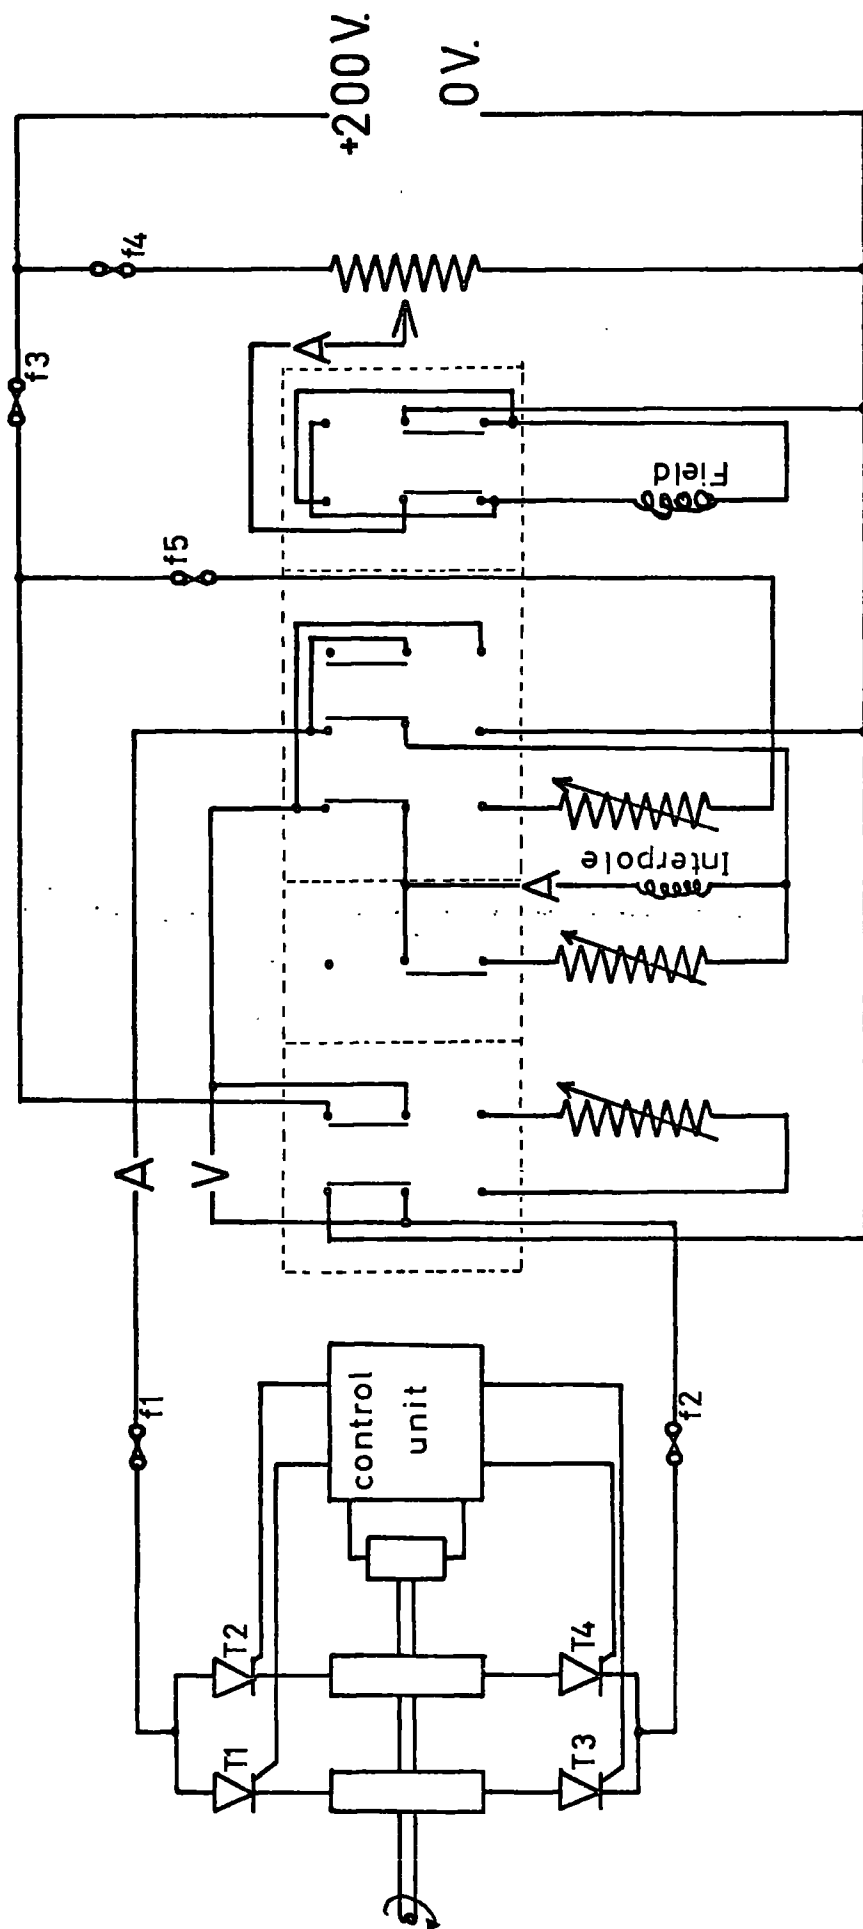 +200 V.
0 V.
f4
f3
A
Field
f5
Interpole
A
A
V
f1
control
unit
f2
T2
T4
T1
T3